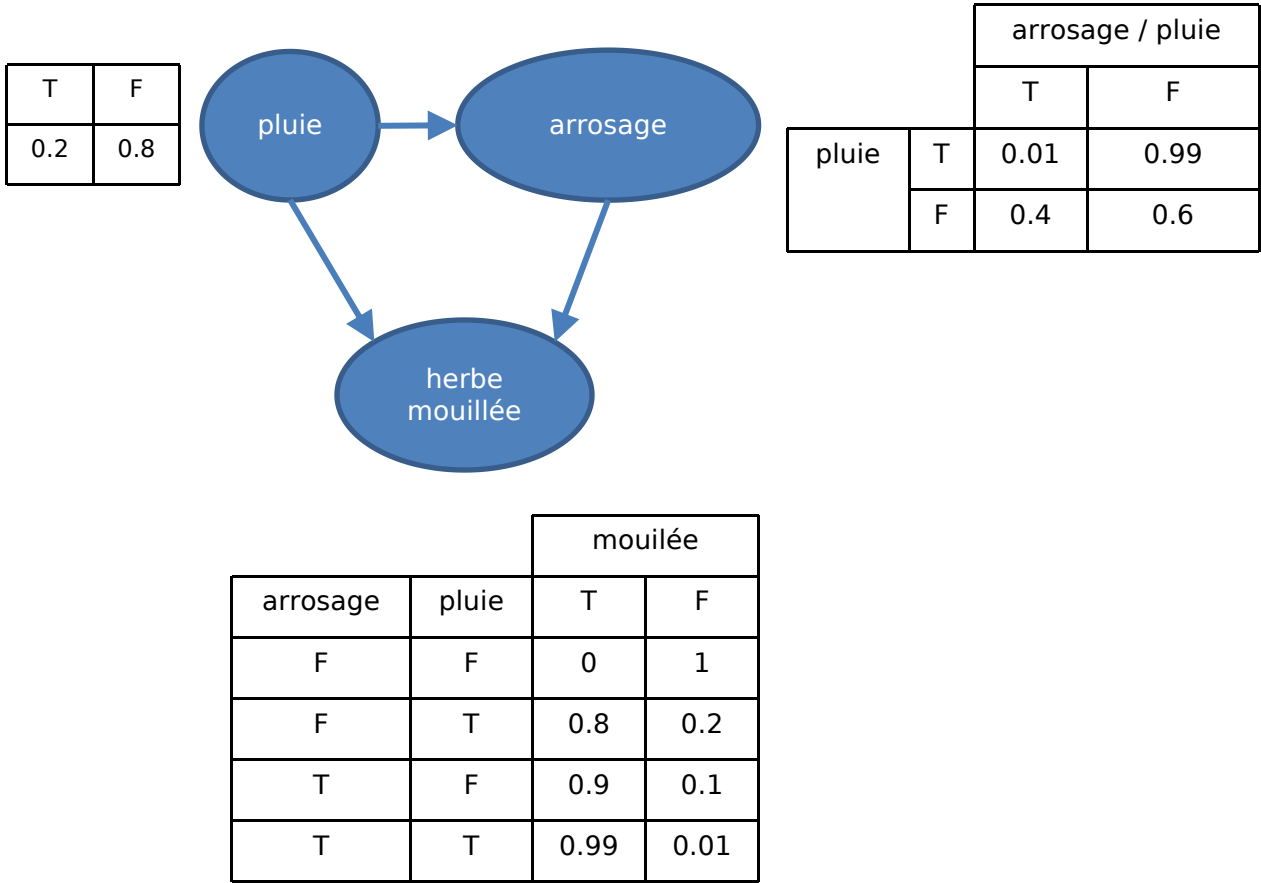 T F
0.2 0.8
pluie
arrosage
arrosage / pluie
T F
pluie T 0.01 0.99
F 0.4 0.6
herbe
mouillée
mouilée
arrosage pluie T F
F F 0 1
F T 0.8 0.2
T F 0.9 0.1
T T 0.99 0.01